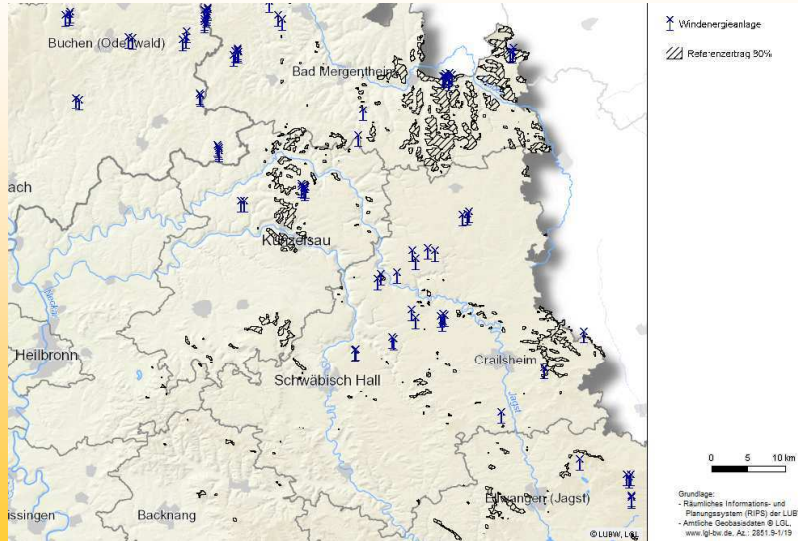 Buchen (Odenwald)
Bad Mergentheim
ach
Künzelsau
Neckar
Heilbronn
Crailsheim
Schwäbisch Hall
Jagst
Ellwangen (Jagst)
Backnang
issingen
© LUBW, LGL
Windenergieanlage
Referenzertrag 80%
0 5 10 km
Grundlage:
- Räumliches Informations- und
Planungssystem (RIPS) der LUBW
- Amtliche Geobasisdaten © LGL,
www.lgl-bw.de, Az.: 2851.9-1/19